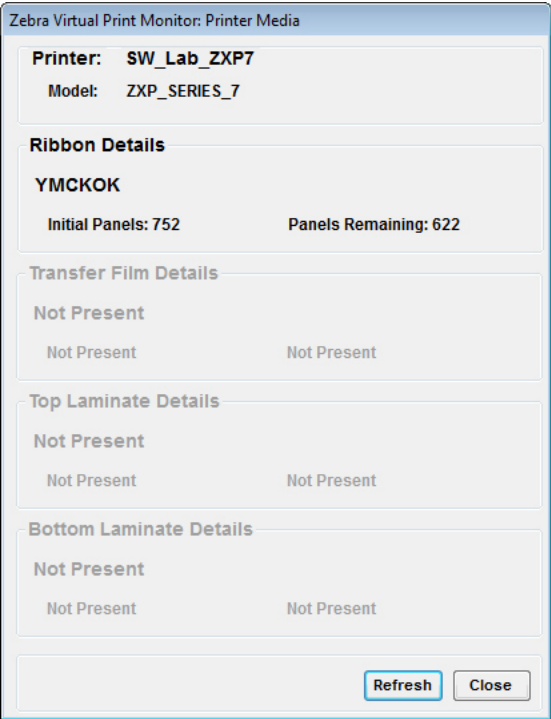 Zebra Virtual Print Monitor: Printer Media
Printer: SW_Lab_ZXP7
Model: ZXP_SERIES_7
Ribbon Details
YMCKOK
Initial Panels: 752 Panels Remaining: 622
Transfer Film Details
Not Present
Not Present Not Present
Top Laminate Details
Not Present
Not Present Not Present
Bottom Laminate Details
Not Present
Not Present Not Present
Refresh Close